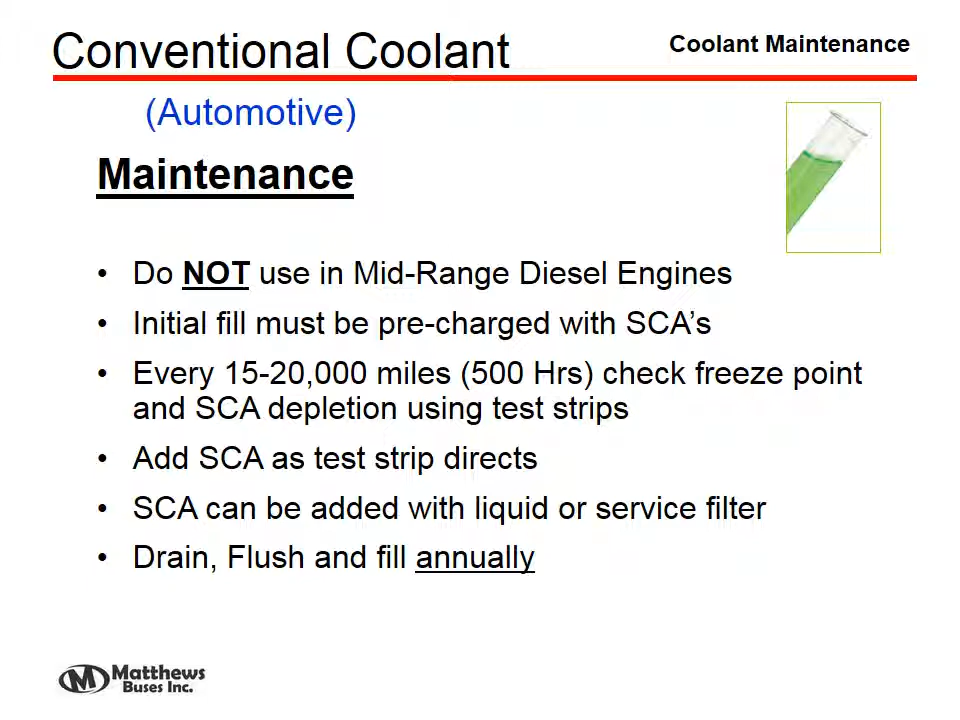 Conventional Coolant
Coolant Maintenance
(Automotive)
Maintenance
• Do NOT use in Mid-Range Diesel Engines
• Initial fill must be pre-charged with SCA’s
• Every 15-20,000 miles (500 Hrs) check freeze point
and SCA depletion using test strips
• Add SCA as test strip directs
• SCA can be added with liquid or service filter
• Drain, Flush and fill annually
M Matthews
Buses Inc.